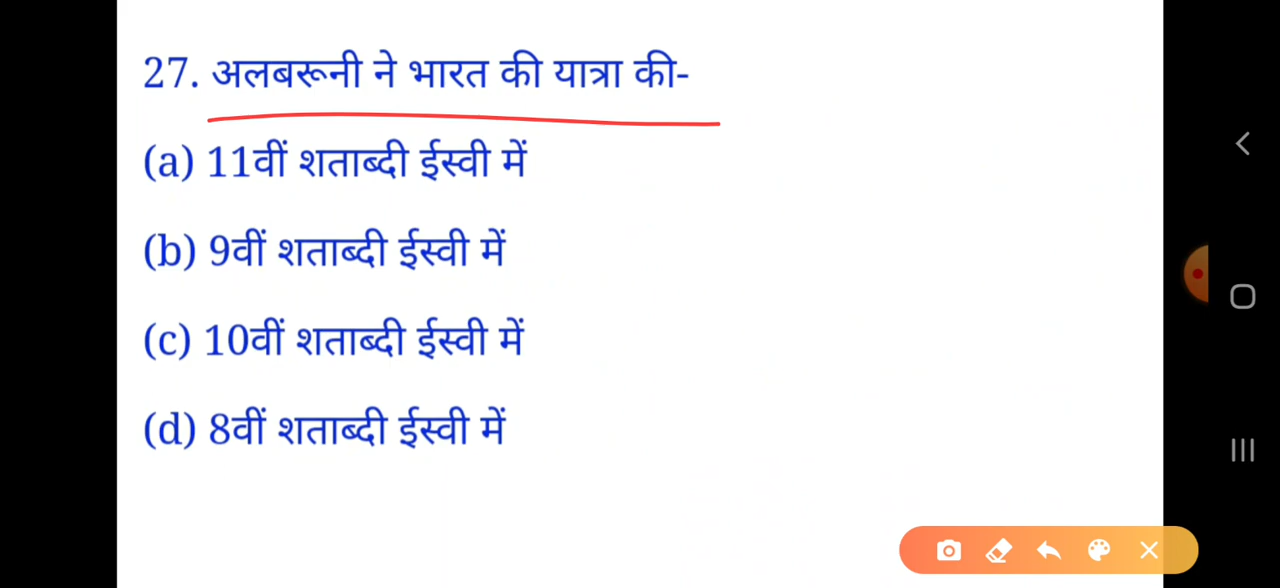 27. अलबरूनी ने भारत की यात्रा की-
(a) 11वीं शताब्दी ईस्वी में
(b) 9वीं शताब्दी ईस्वी में
(c) 10वीं शताब्दी ईस्वी में
(d) 8वीं शताब्दी ईस्वी में